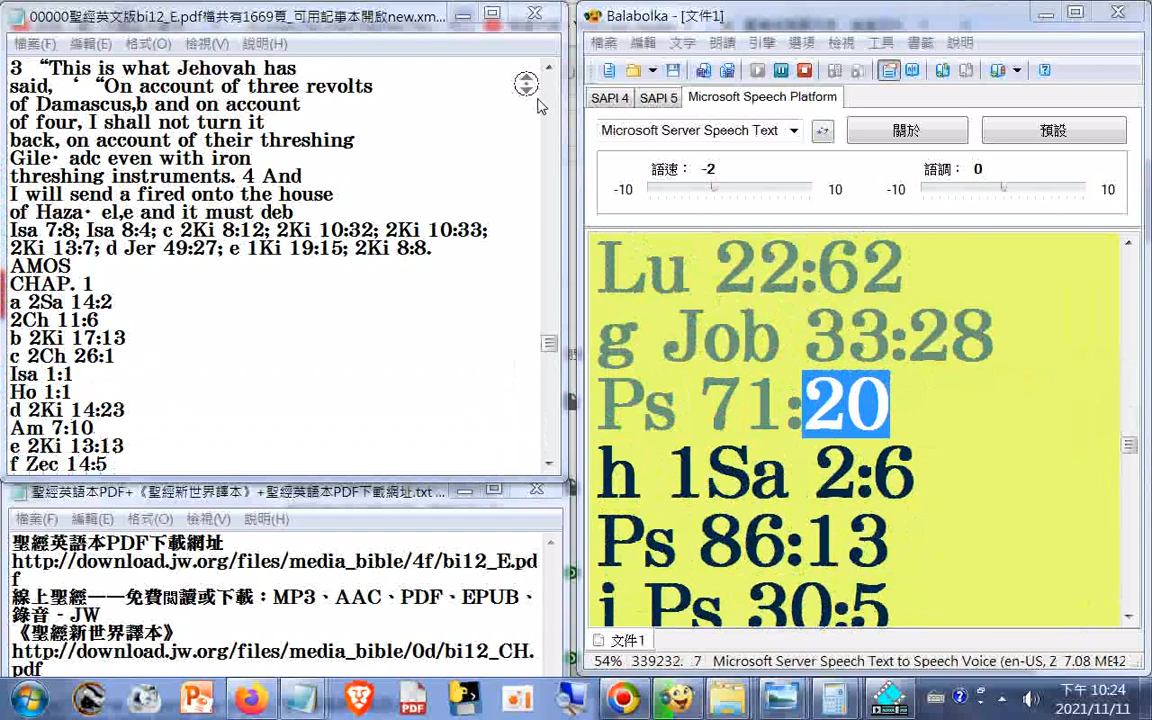 00000聖經英文版bi12_E.pdf檔共有1669頁_可用記事本開啟new.xm...
檔案(F) 編輯(E) 格式(O) 檢視(V) 說明(H)
3 “This is what Jehovah has
said, ‘ “On account of three revolts
of Damascus,b and on account
of four, I shall not turn it
back, on account of their threshing
Gile· adc even with iron
threshing instruments. 4 And
I will send a fired onto the house
of Haza· el,e and it must deb
Isa 7:8; Isa 8:4; c 2Ki 8:12; 2Ki 10:32; 2Ki 10:33;
2Ki 13:7; d Jer 49:27; e 1Ki 19:15; 2Ki 8:8.
AMOS
CHAP. 1
a 2Sa 14:2
2Ch 11:6
b 2Ki 17:13
c 2Ch 26:1
Isa 1:1
Ho 1:1
d 2Ki 14:23
Am 7:10
e 2Ki 13:13
f Zec 14:5
聖經英語本PDF+《聖經新世界譯本》+聖經英語本PDF下載網址.txt ...
檔案(F) 編輯(E) 格式(O) 檢視(V) 說明(H)
聖經英語本PDF下載網址
http://download.jw.org/files/media_bible/4f/bi12_E.pd
f
線上聖經——免費閱讀或下載：MP3、AAC、PDF、EPUB、
錄音 - JW
《聖經新世界譯本》
http://download.jw.org/files/media_bible/0d/bi12_CH.
pdf
Balabolka - [文件1]
檔案 編輯 文字 朗讀 引擎 選項 檢視 工具 書籤 說明
SAPI 4 SAPI 5 Microsoft Speech Platform
Microsoft Server Speech Text 關於 預設
語速： -2 語調： 0
-10 10 -10 10
Lu 22:62
g Job 33:28
Ps 71:20
h 1Sa 2:6
Ps 86:13
i Ps 30:5
文件1
54% 339232. 7 Microsoft Server Speech Text to Speech Voice (en-US, Z 7.08 ME42
PDF
下午 10:24
2021/11/11